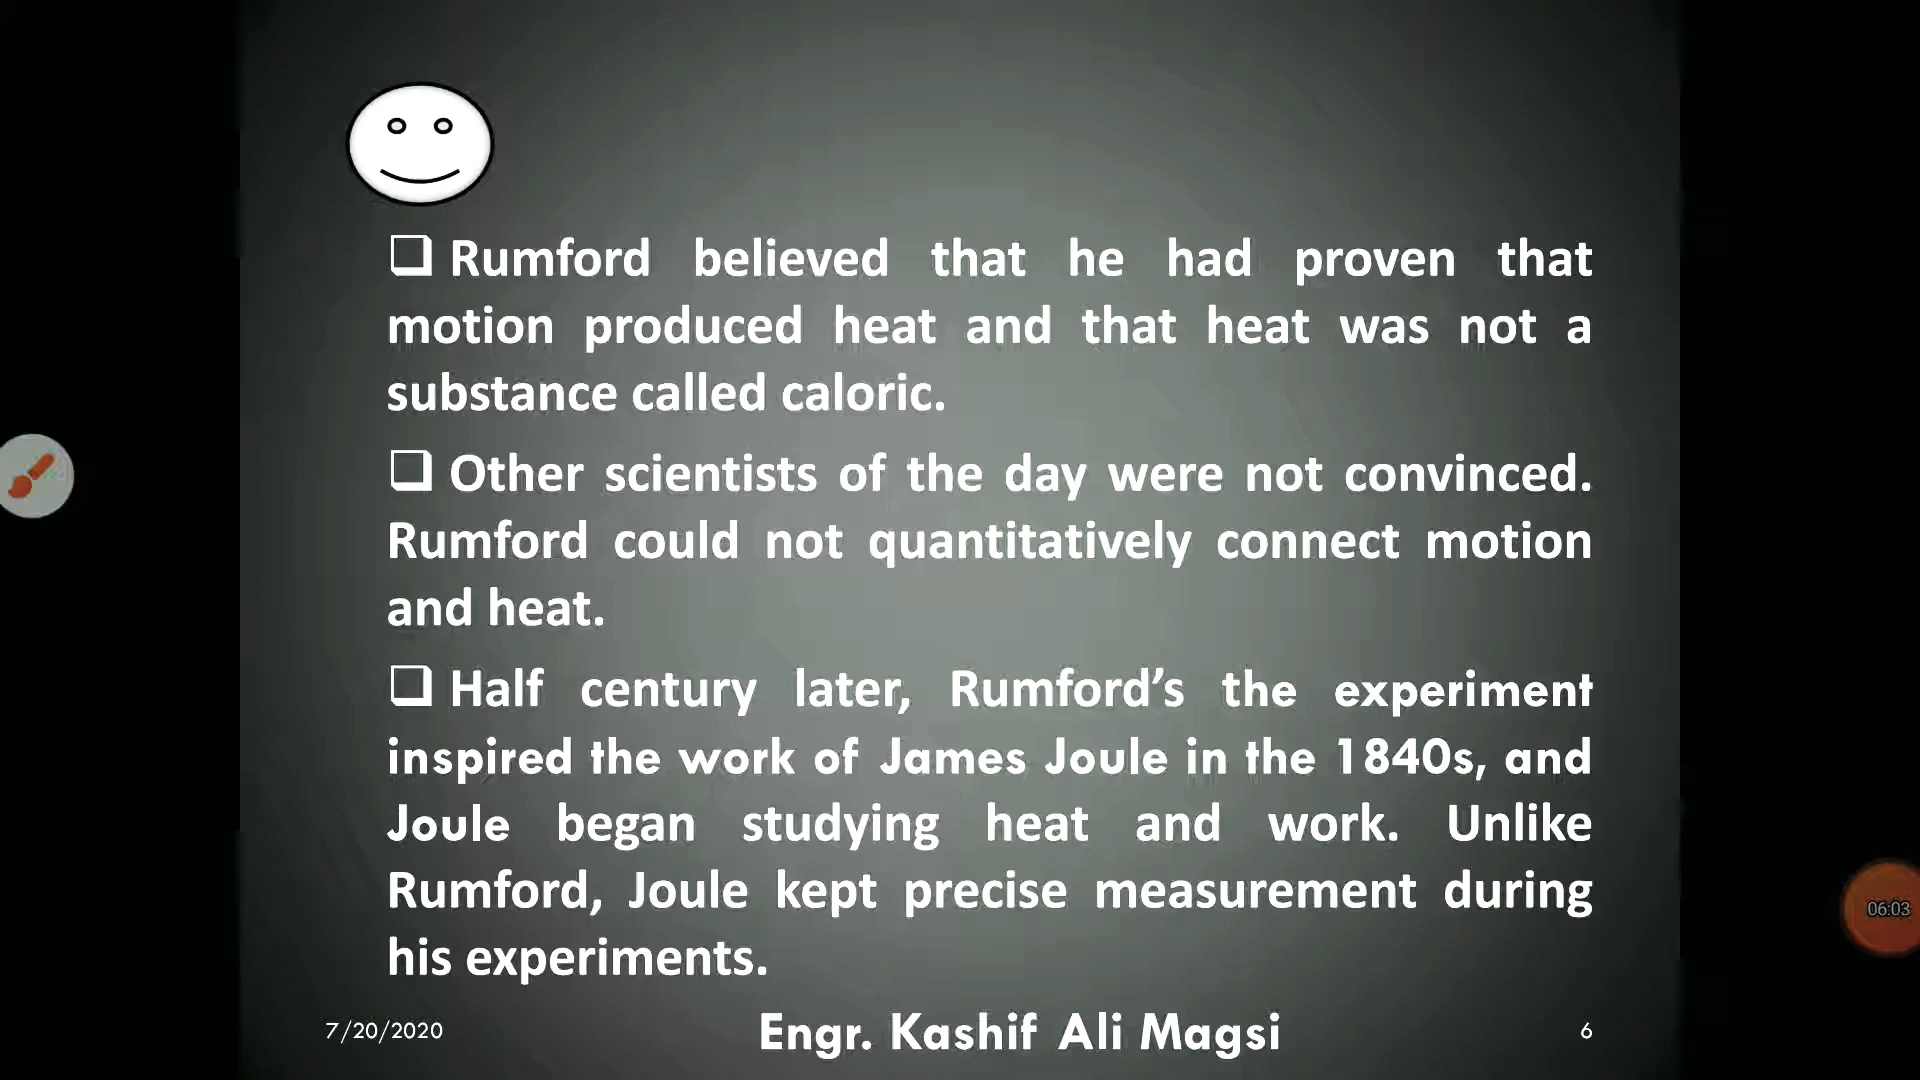 ❑ Rumford believed that he had proven that
motion produced heat and that heat was not a
substance called caloric.
❑ Other scientists of the day were not convinced.
Rumford could not quantitatively connect motion
and heat.
❑ Half century later, Rumford’s the experiment
inspired the work of James Joule in the 1840s, and
Joule began studying heat and work. Unlike
Rumford, Joule kept precise measurement during
his experiments.
06:03
7/20/2020
Engr. Kashif Ali Magsi
6